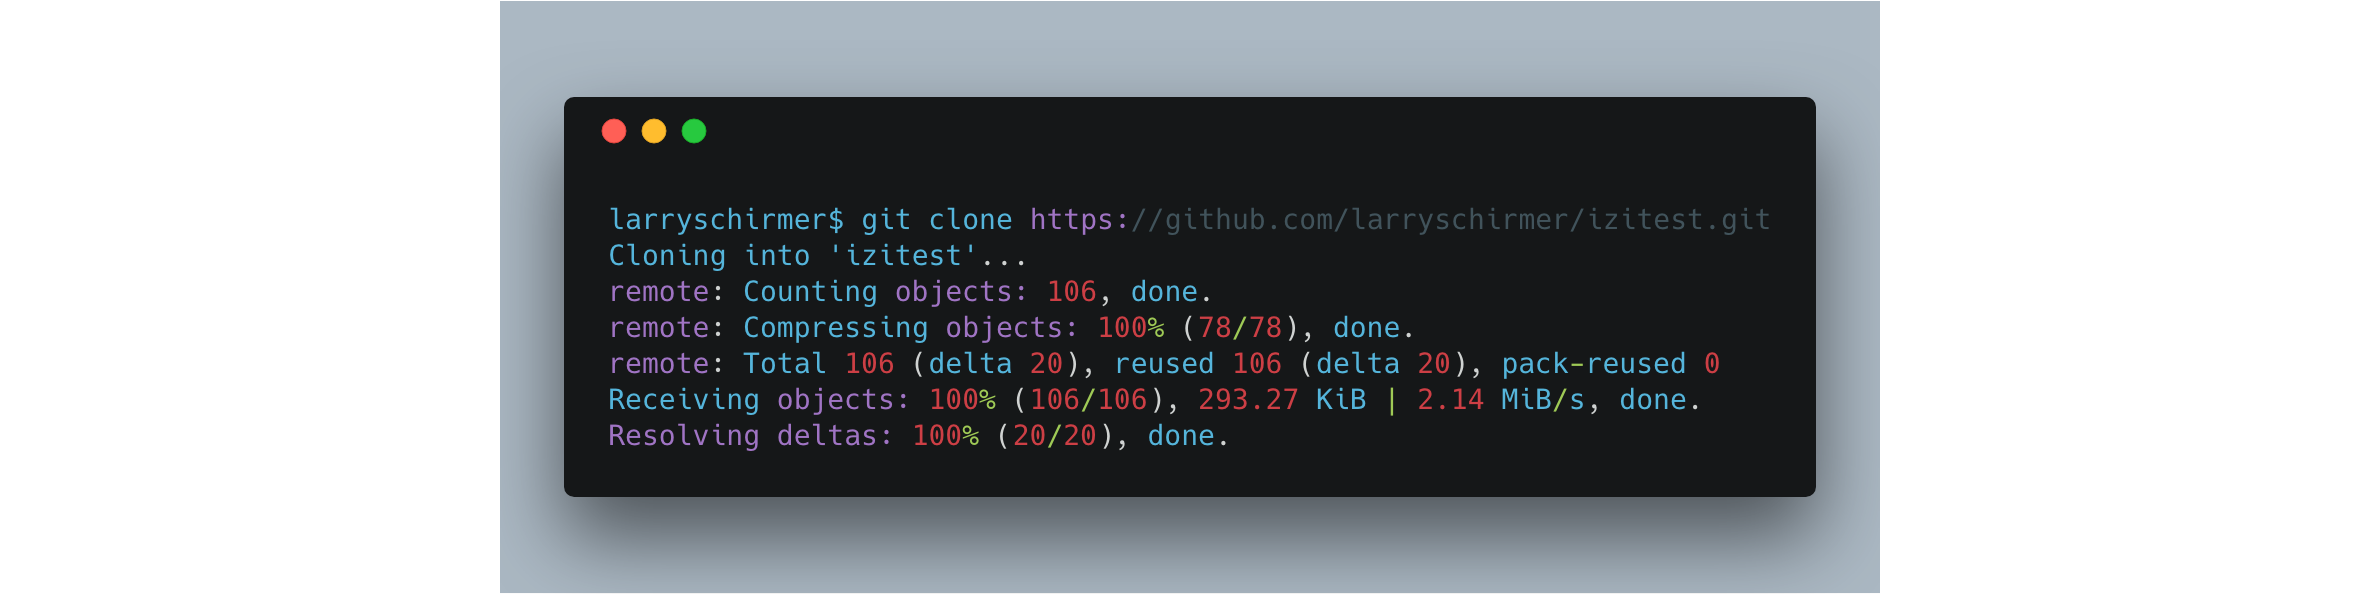 larryschirmer$ git clone https://github.com/larryschirmer/izitest.git
Cloning into 'izitest'...
remote: Counting objects: 106, done.
remote: Compressing objects: 100% (78/78), done.
remote: Total 106 (delta 20), reused 106 (delta 20), pack-reused 0
Receiving objects: 100% (106/106), 293.27 KiB | 2.14 MiB/s, done.
Resolving deltas: 100% (20/20), done.